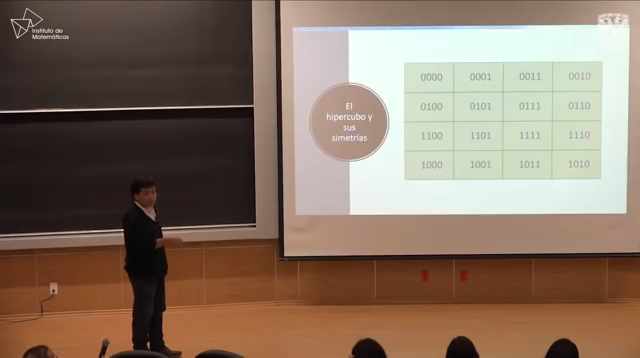 Instituto de
Matemáticas
El
hipercubo y
sus
simetrías
0000 0001 0011 0010
0100 0101 0111 0110
1100 1101 1111 1110
1000 1001 1011 1010